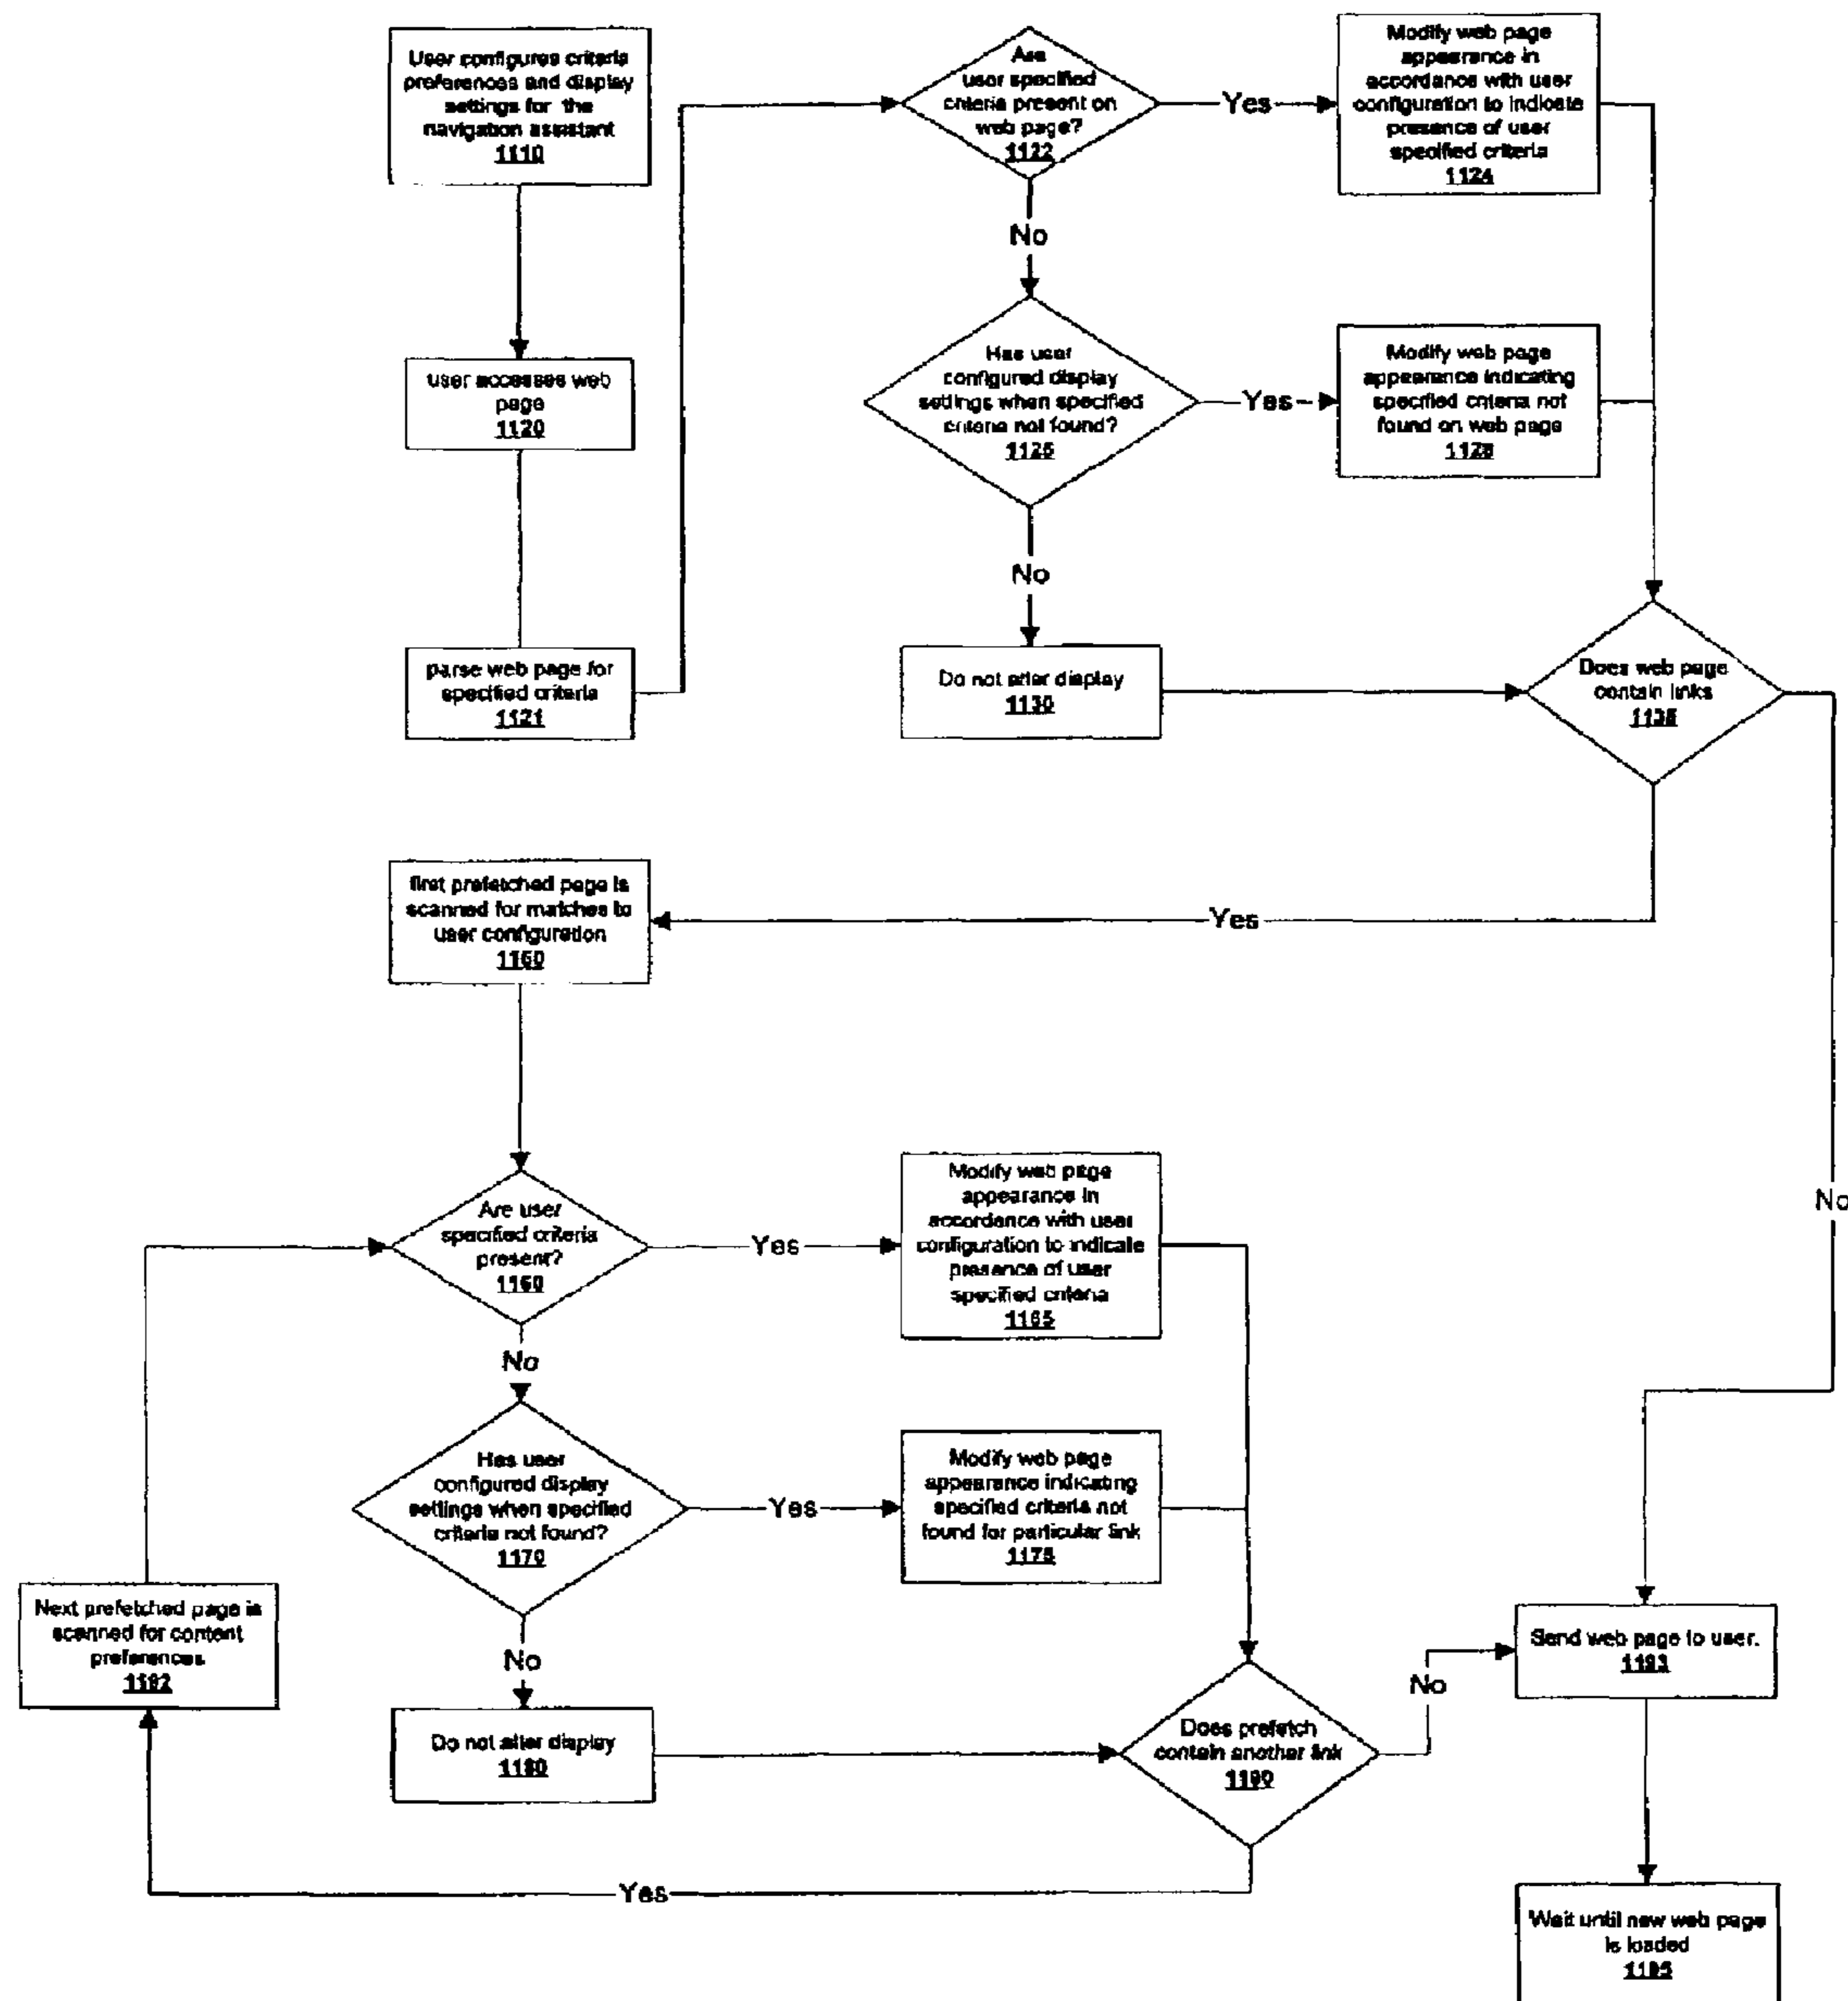 User configures criteria
preferences and display
settings for the
navigation assistant
1110
user accesses web
page
1120
parse web page for
specified criteria
1121
Are
user specified
criteria present on
web page?
1122
Yes
Modify web page
appearance in
accordance with user
configuration to indicate
presence of user
specified criteria
1124
No
Has user
configured display
settings when specified
criteria not found?
Yes
Modify web page
appearance indicating
specified criteria not
found on web page
No
Do not alter display
1130
Does web page
contain links
No
Yes
first prefetched page is
scanned for matches to
user configuration
Are user
specified criteria
present?
1160
Yes
Modify web page
appearance in
accordance with user
configuration to indicate
presence of user
specified criteria
1165
No
Has user
configured display
settings when specified
criteria not found?
1170
Yes
Modify web page
appearance indicating
specified criteria not
found for particular link
1175
No
Do not alter display
1180
Does prefetch
contain another link
1190
No
Yes
Next prefetched page is
scanned for content
preferences
1192
Send web page to user.
1193
Wait until new web page
is loaded
1195